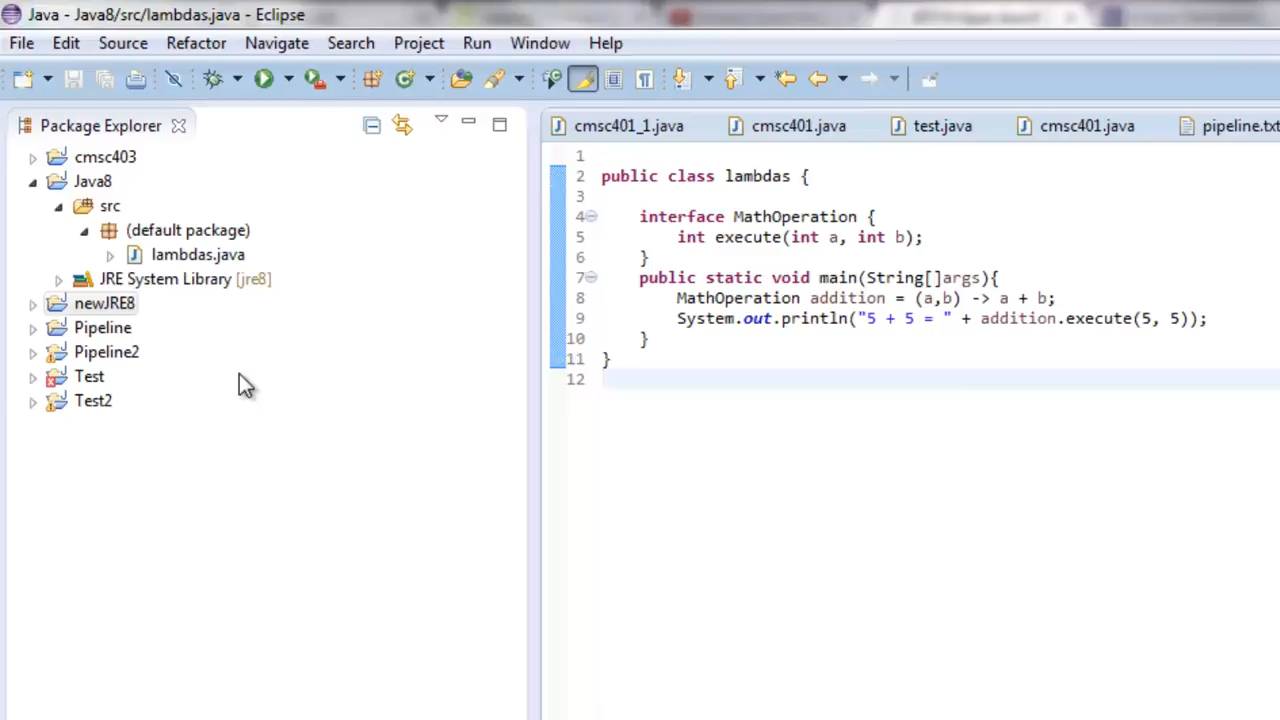 Java - Java8/src/lambdas.java - Eclipse
File Edit Source Refactor Navigate Search Project Run Window Help
Package Explorer
cmsc403
Java8
src
(default package)
lambdas.java
JRE System Library [jre8]
newJRE8
Pipeline
Pipeline2
Test
Test2
cmsc401_1.java cmsc401.java test.java cmsc401.java pipeline.txt
1
2 public class lambdas {
3
4 interface MathOperation {
5 int execute(int a, int b);
6 }
7 public static void main(String[]args){
8 MathOperation addition = (a,b) -> a + b;
9 System.out.println("5 + 5 = " + addition.execute(5, 5));
10 }
11 }
12